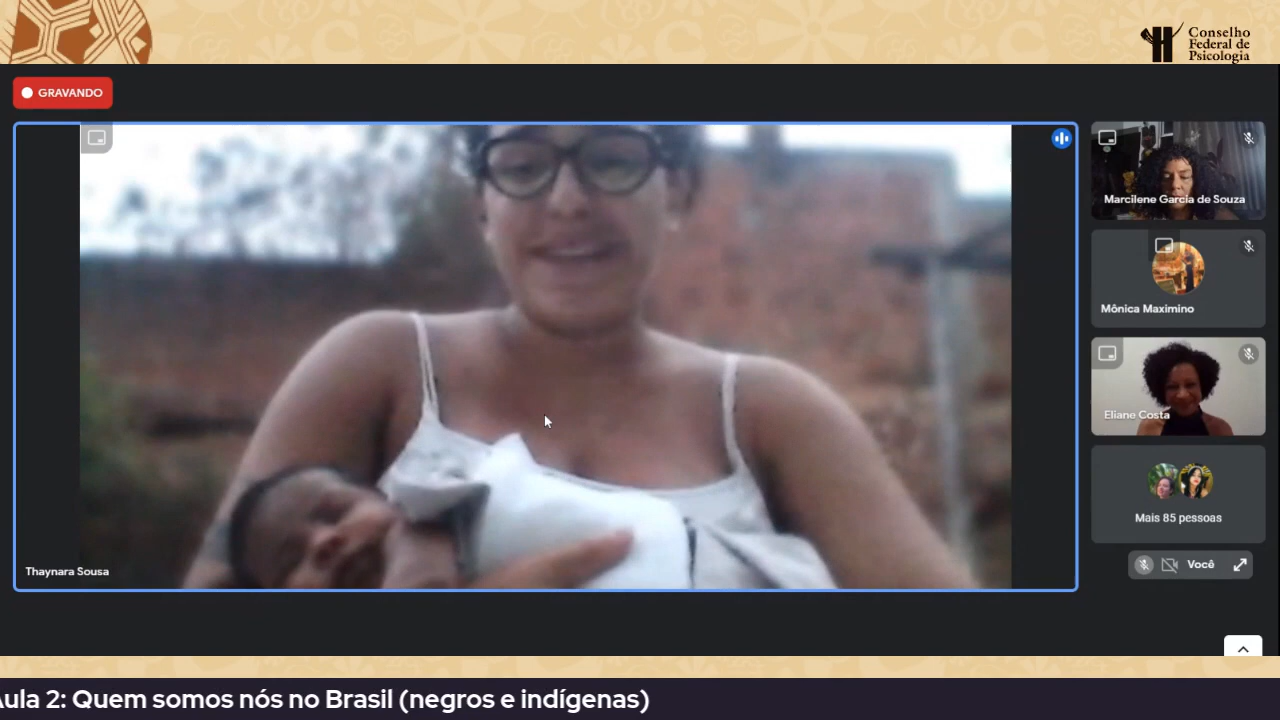 Conselho
Federal de
Psicologia
GRAVANDO
Marcilene Garcia de Souza
Mônica Maximino
Eliane Costa
Mais 85 pessoas
Thaynara Sousa
Você
Aula 2: Quem somos nós no Brasil (negros e indígenas)